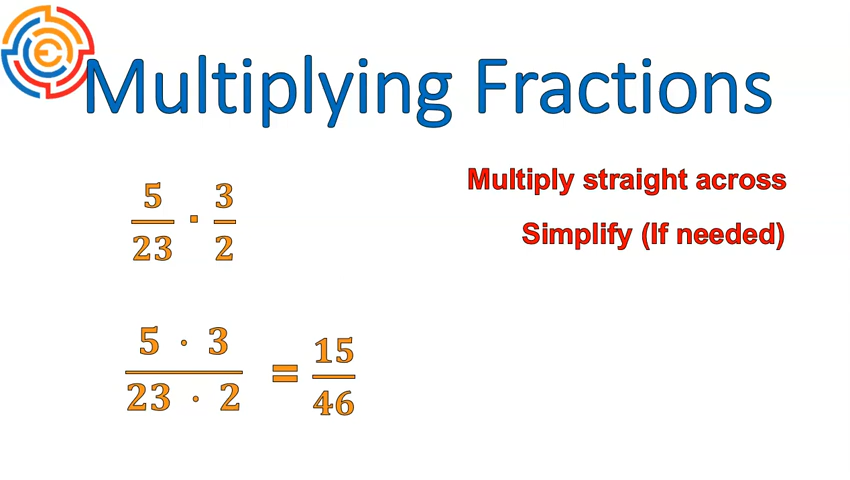 Multiplying Fractions
Multiply straight across
Simplify (If needed)
5/23 · 3/2
(5 · 3)/(23 · 2) = 15/46